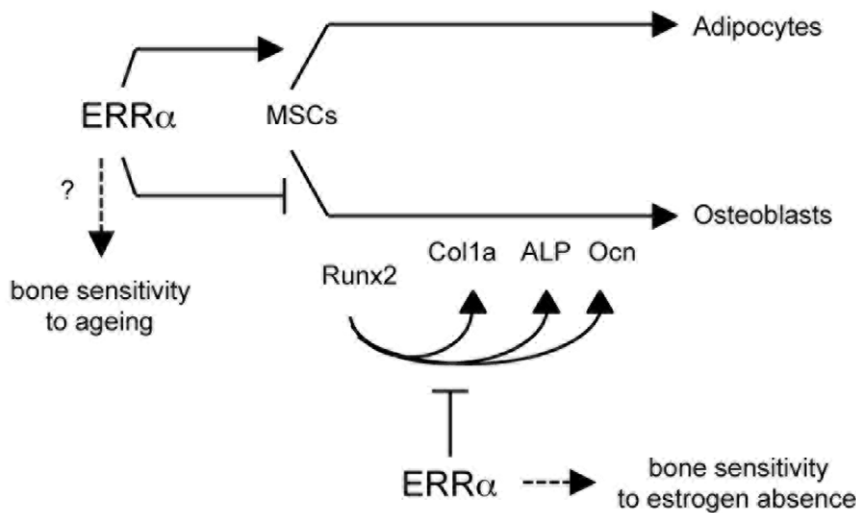 Adipocytes
ERRα
MSCs
?
Osteoblasts
bone sensitivity
to ageing
Runx2
Col1a
ALP
Ocn
ERRα
bone sensitivity
to estrogen absence